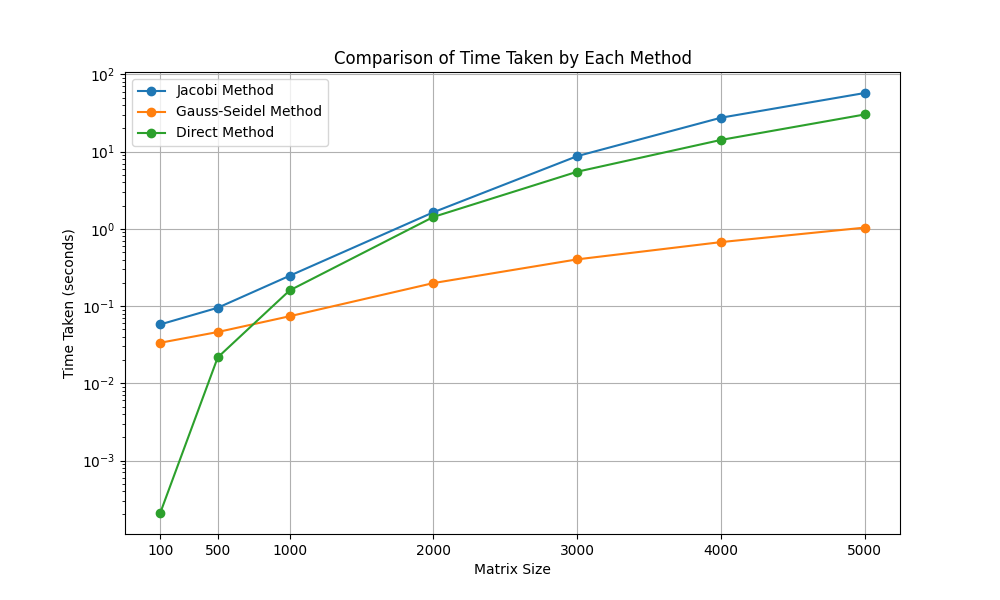 Comparison of Time Taken by Each Method
Jacobi Method
Gauss-Seidel Method
Direct Method
Time Taken (seconds)
10²
10¹
10⁰
10⁻¹
10⁻²
10⁻³
100 500 1000 2000 3000 4000 5000
Matrix Size